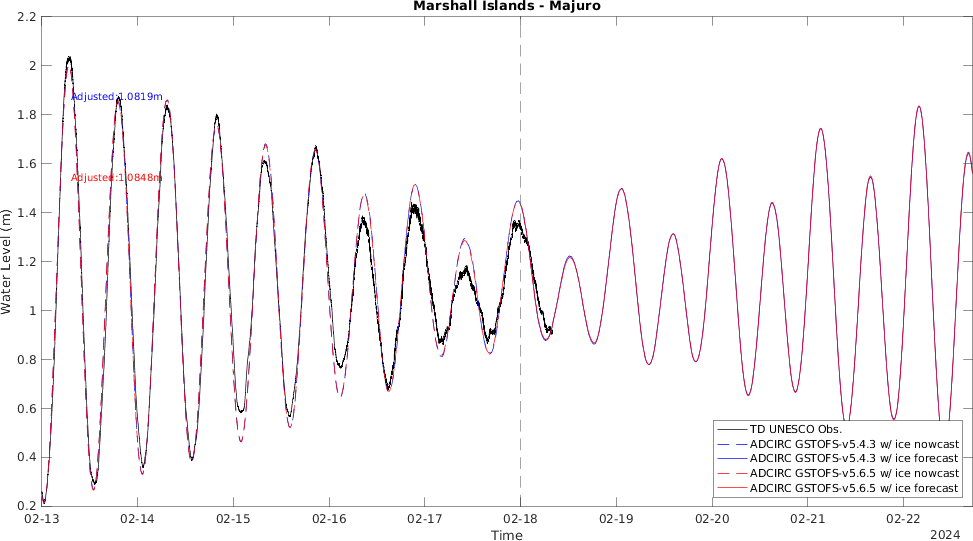 Marshall Islands - Majuro
Water Level (m)
2.2
2
1.8
1.6
1.4
1.2
1
0.8
0.6
0.4
0.2
Adjusted:1.0819m
Adjusted:1.0848m
TD UNESCO Obs.
ADCIRC GSTOFS-v5.4.3 w/ ice nowcast
ADCIRC GSTOFS-v5.4.3 w/ ice forecast
ADCIRC GSTOFS-v5.6.5 w/ ice nowcast
ADCIRC GSTOFS-v5.6.5 w/ ice forecast
02-13 02-14 02-15 02-16 02-17 02-18 02-19 02-20 02-21 02-22
Time
2024